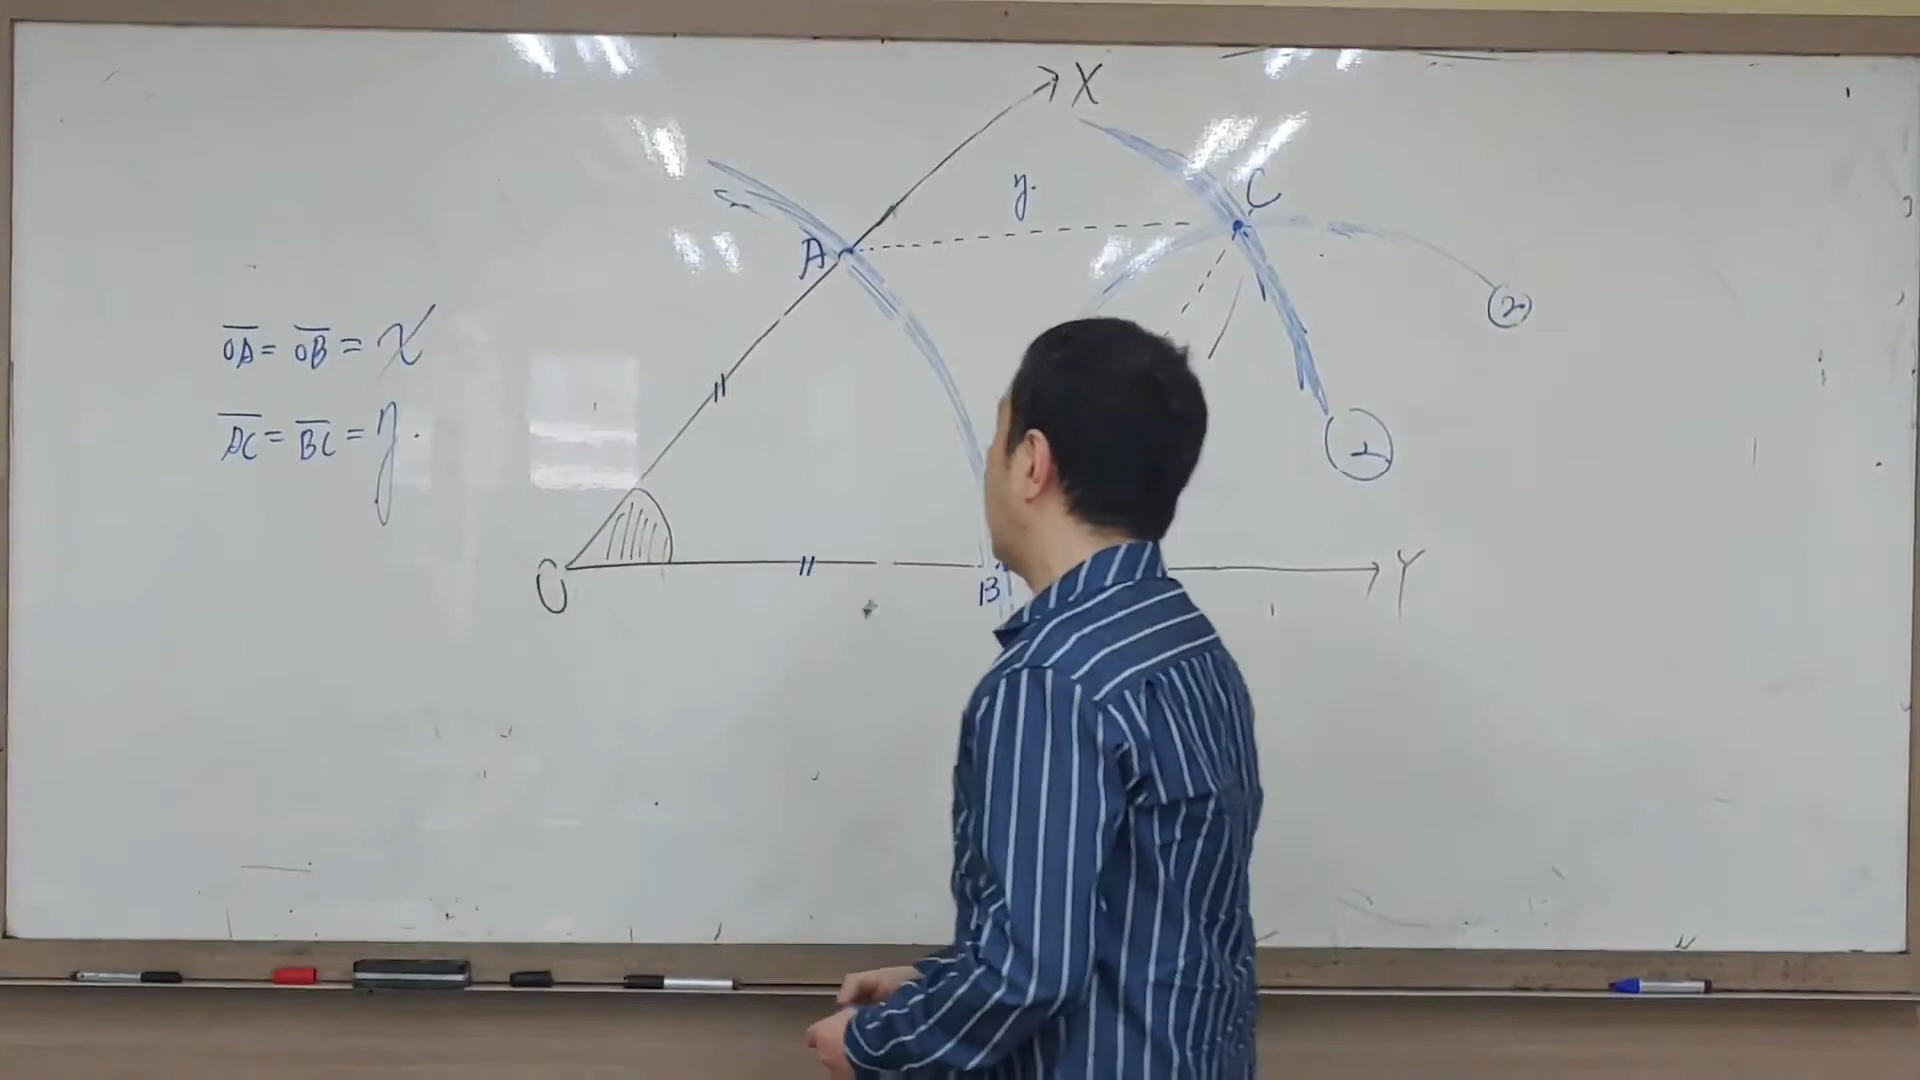 X
y.
C
A
②
OA = OB = x
AC = BC = y.
①
O
B
Y